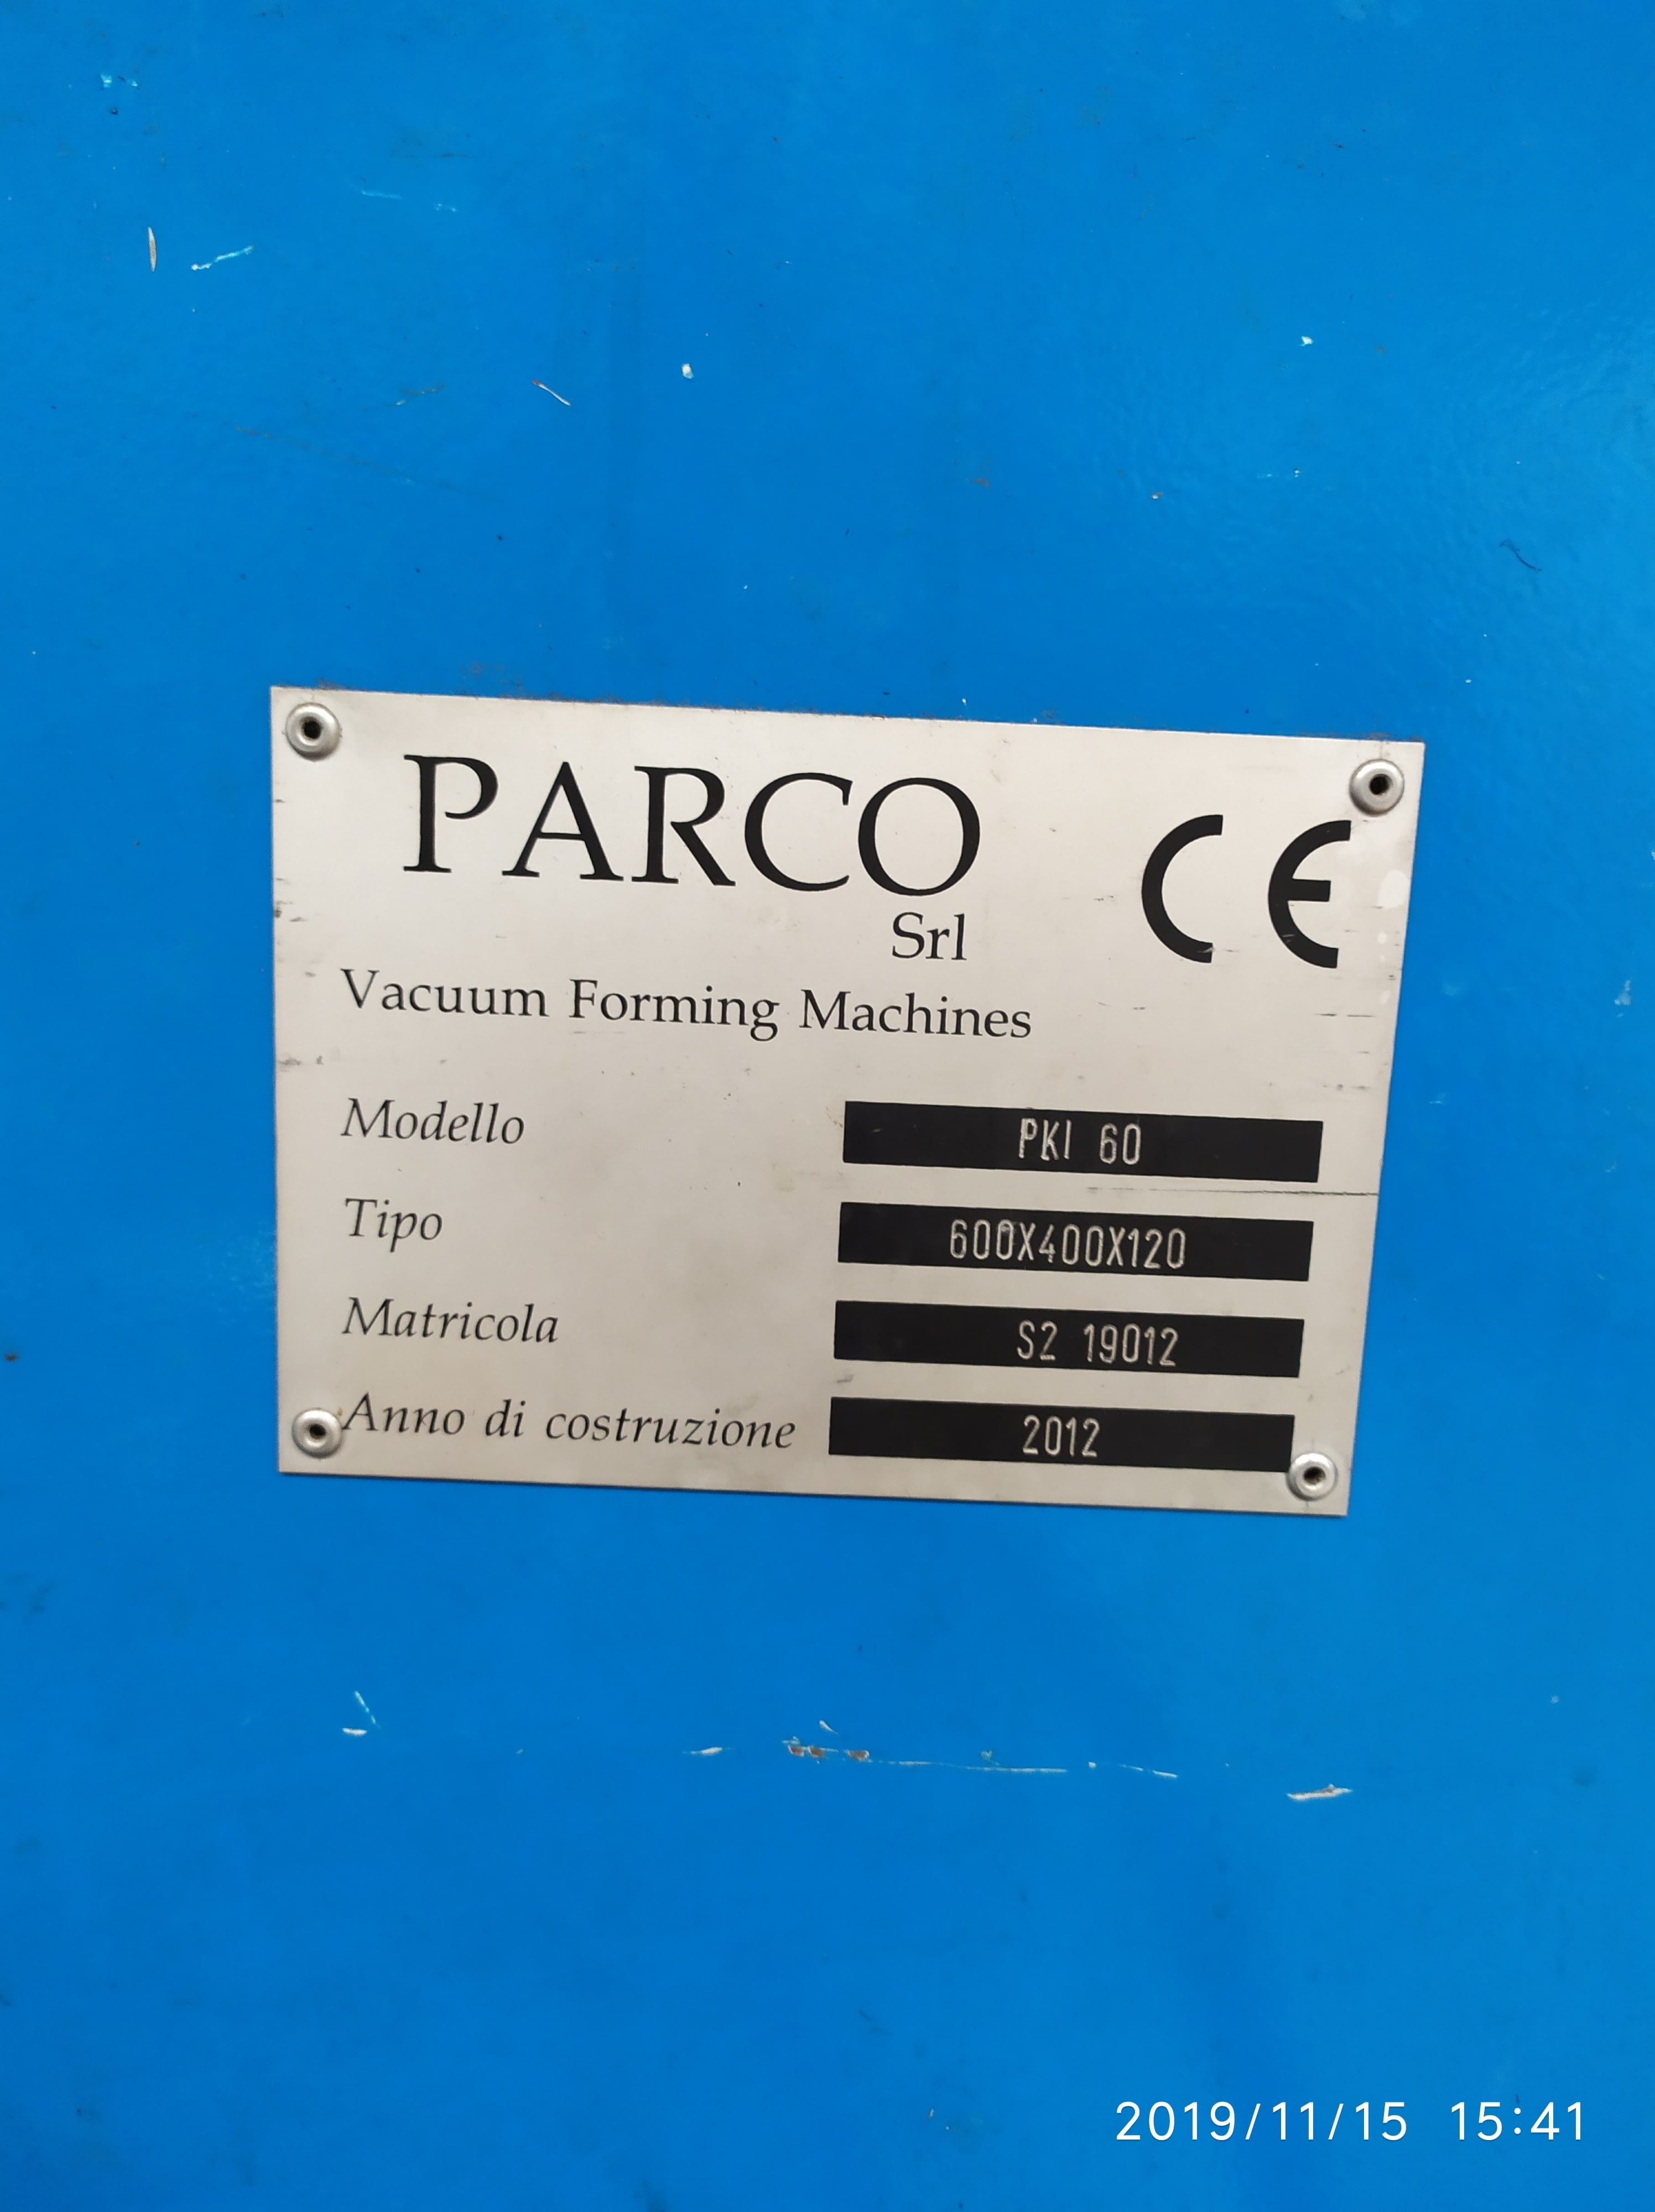 PARCO
Srl
CE
Vacuum Forming Machines
Modello PKI 60
Tipo 600X400X120
Matricola S2 19012
Anno di costruzione 2012
2019/11/15 15:41